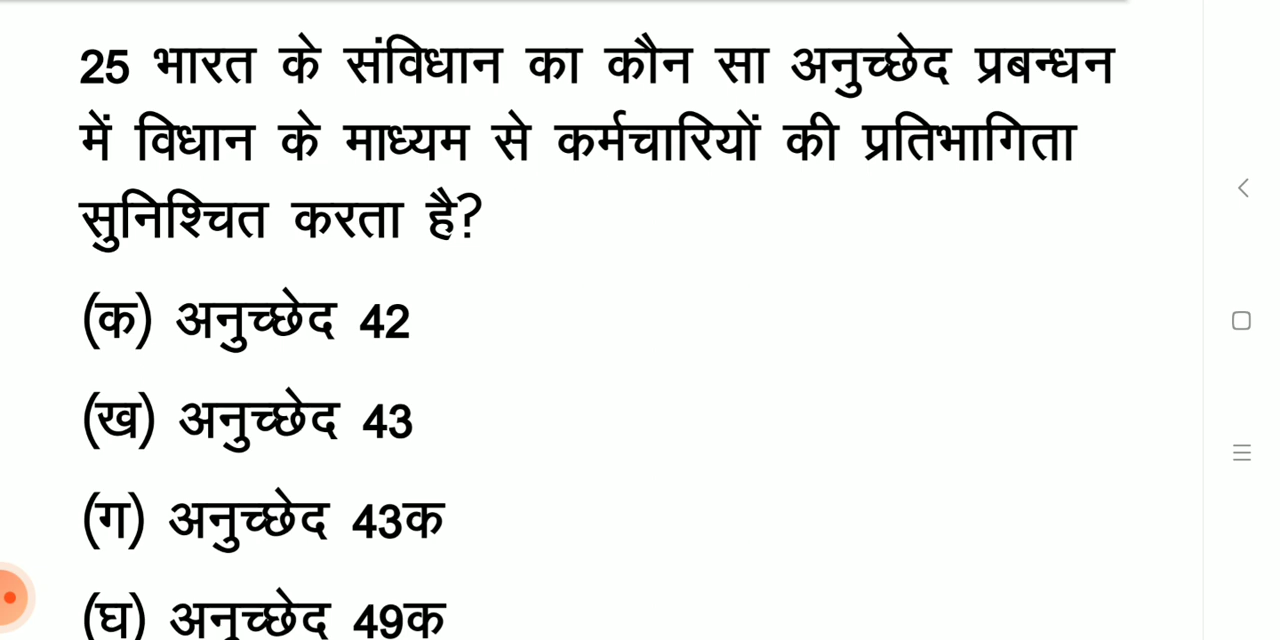 25 भारत के संविधान का कौन सा अनुच्छेद प्रबन्धन
में विधान के माध्यम से कर्मचारियों की प्रतिभागिता
सुनिश्चित करता है?
(क) अनुच्छेद 42
(ख) अनुच्छेद 43
(ग) अनुच्छेद 43क
(घ) अनुच्छेद 49क